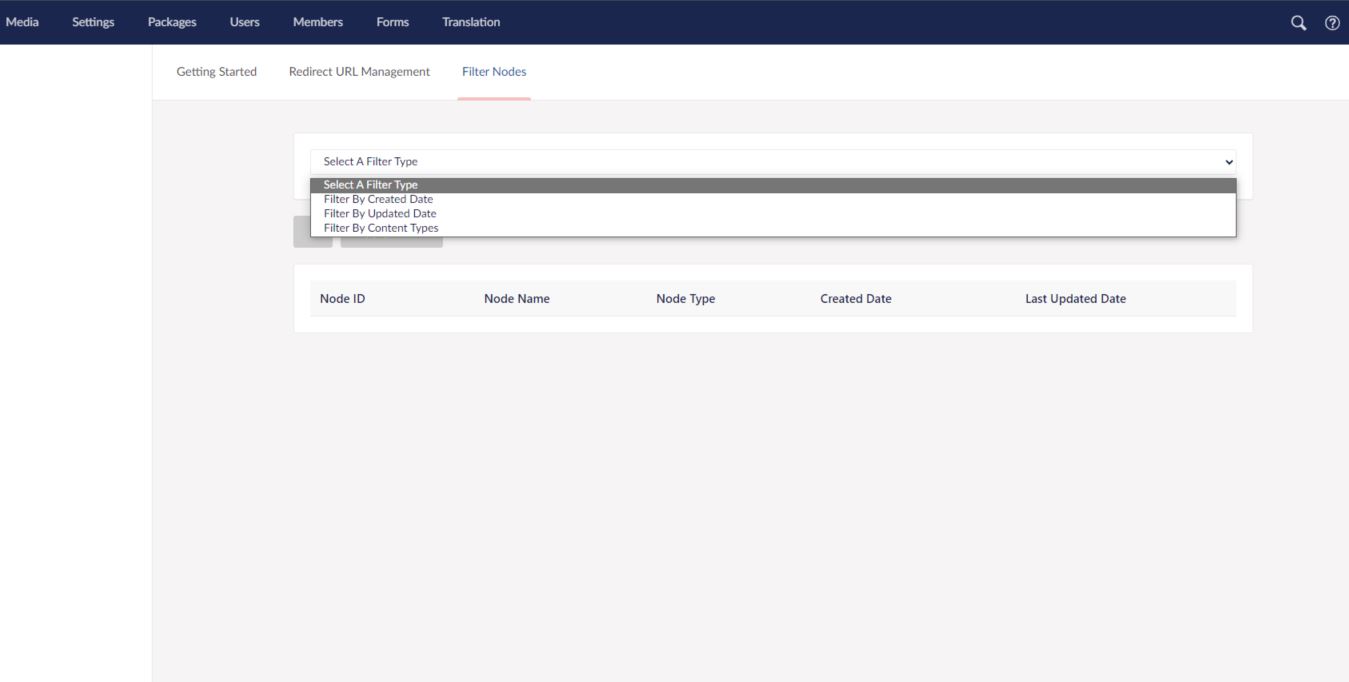 Media Settings Packages Users Members Forms Translation
Getting Started Redirect URL Management Filter Nodes
Select A Filter Type
Select A Filter Type
Filter By Created Date
Filter By Updated Date
Filter By Content Types
Node ID Node Name Node Type Created Date Last Updated Date